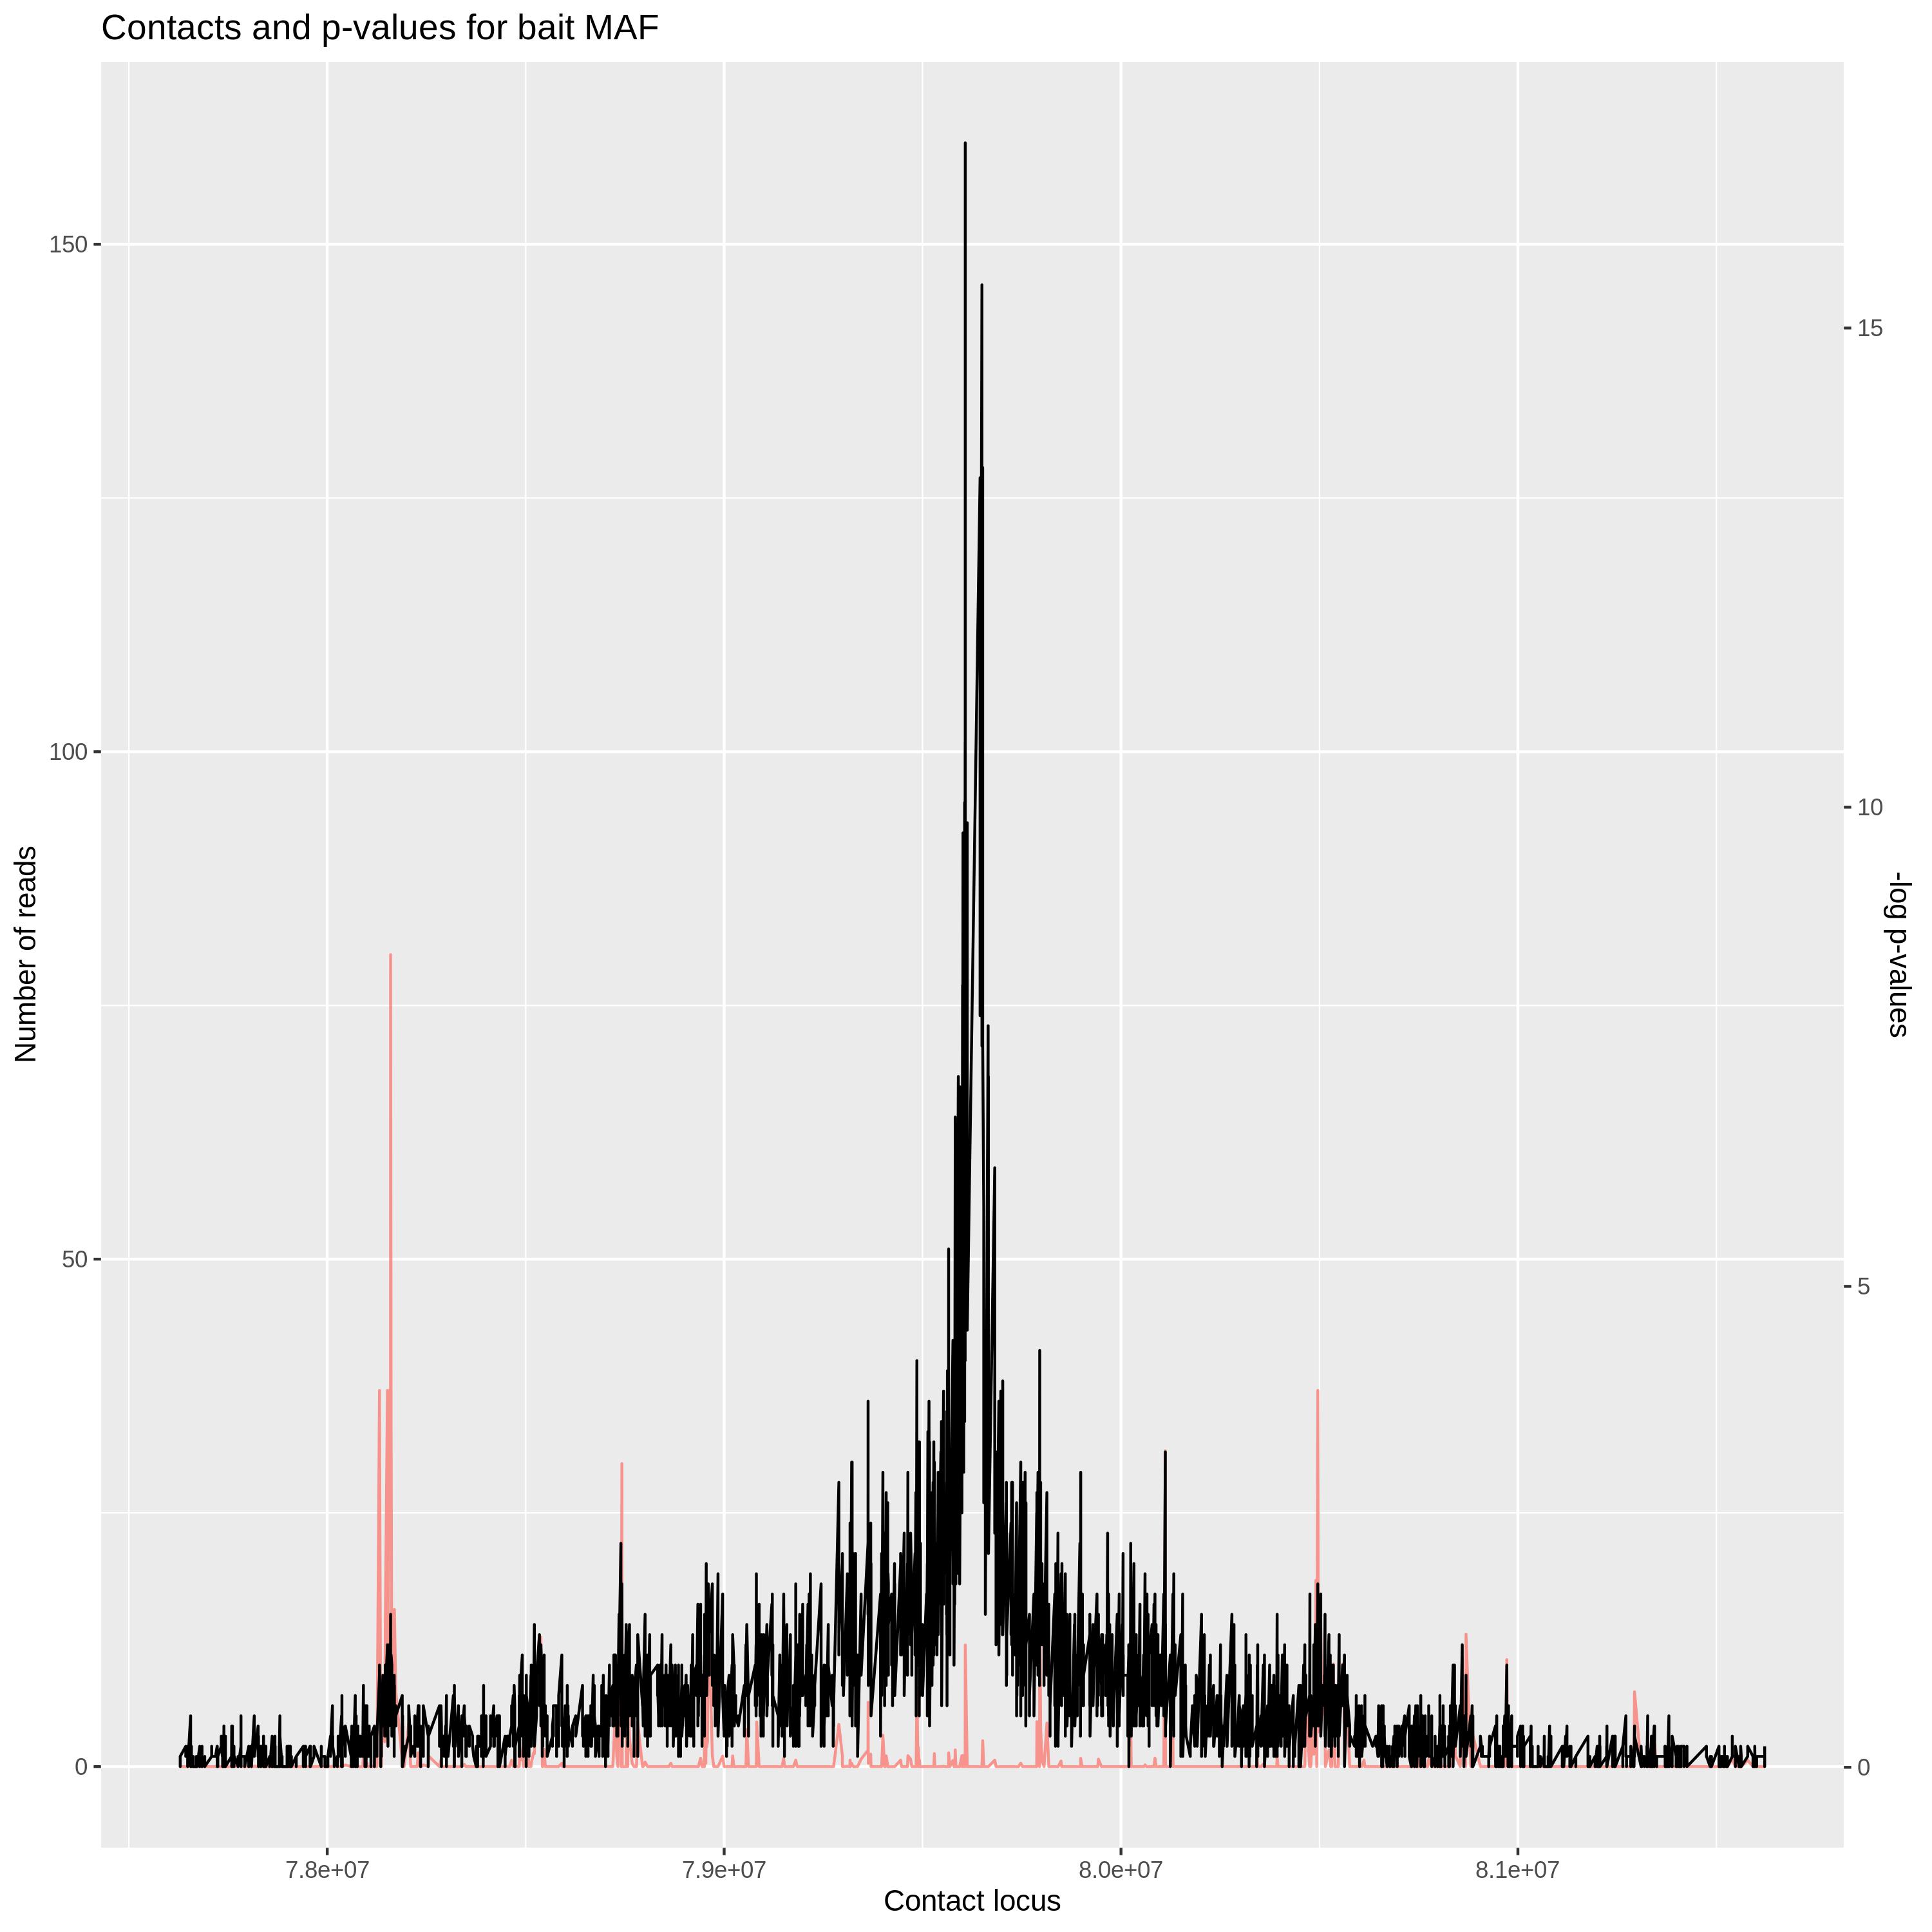 Contacts and p-values for bait MAF
150
100
50
0
Number of reads
15
10
5
0
-log p-values
7.8e+07
7.9e+07
8.0e+07
8.1e+07
Contact locus